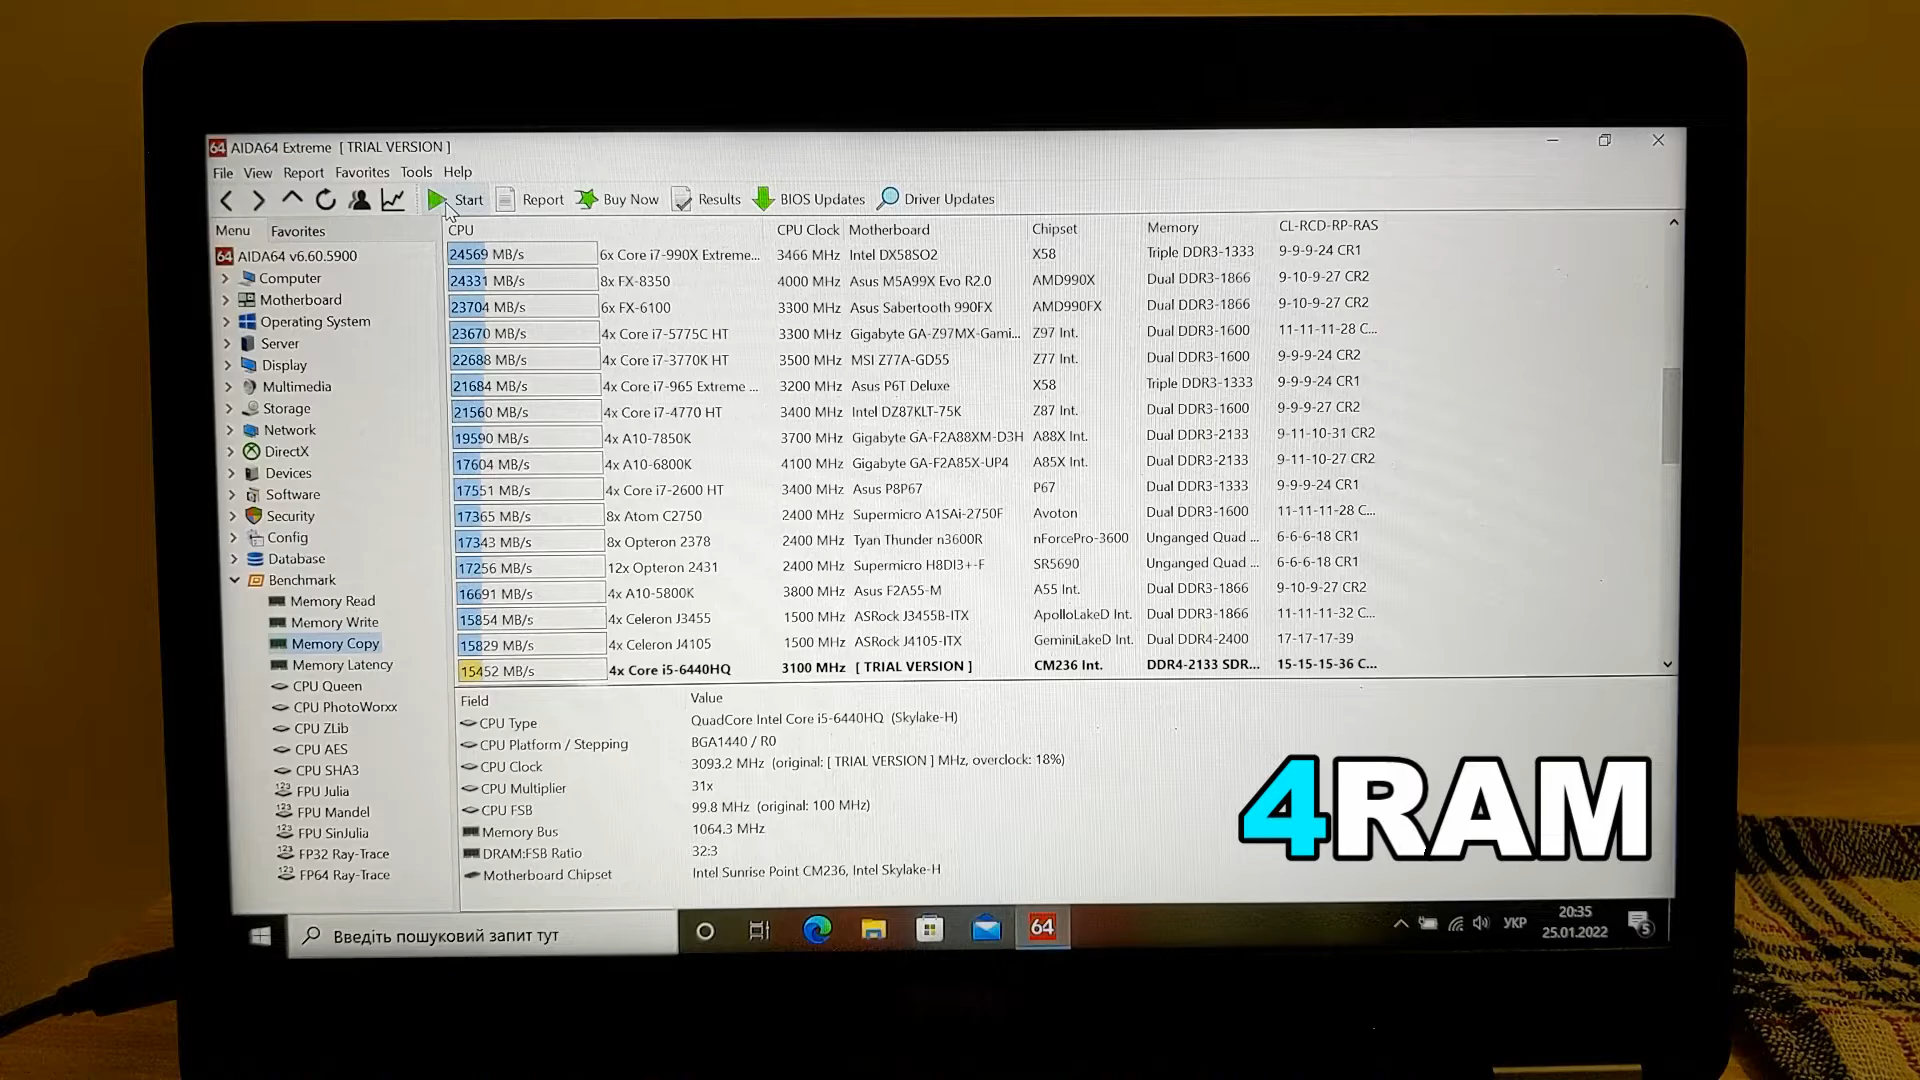 64 AIDA64 Extreme [ TRIAL VERSION ]
File View Report Favorites Tools Help
Start Report Buy Now Results BIOS Updates Driver Updates
Menu Favorites
64 AIDA64 v6.60.5900
Computer
Motherboard
Operating System
Server
Display
Multimedia
Storage
Network
DirectX
Devices
Software
Security
Config
Database
Benchmark
Memory Read
Memory Write
Memory Copy
Memory Latency
CPU Queen
CPU PhotoWorxx
CPU ZLib
CPU AES
CPU SHA3
123 FPU Julia
123 FPU Mandel
123 FPU SinJulia
123 FP32 Ray-Trace
123 FP64 Ray-Trace
CPU CPU Clock Motherboard Chipset Memory CL-RCD-RP-RAS
24569 MB/s 6x Core i7-990X Extreme... 3466 MHz Intel DX58SO2 X58 Triple DDR3-1333 9-9-9-24 CR1
24331 MB/s 8x FX-8350 4000 MHz Asus M5A99X Evo R2.0 AMD990X Dual DDR3-1866 9-10-9-27 CR2
23704 MB/s 6x FX-6100 3300 MHz Asus Sabertooth 990FX AMD990FX Dual DDR3-1866 9-10-9-27 CR2
23670 MB/s 4x Core i7-5775C HT 3300 MHz Gigabyte GA-Z97MX-Gami... Z97 Int. Dual DDR3-1600 11-11-11-28 C...
22688 MB/s 4x Core i7-3770K HT 3500 MHz MSI Z77A-GD55 Z77 Int. Dual DDR3-1600 9-9-9-24 CR2
21684 MB/s 4x Core i7-965 Extreme ... 3200 MHz Asus P6T Deluxe X58 Triple DDR3-1333 9-9-9-24 CR1
21560 MB/s 4x Core i7-4770 HT 3400 MHz Intel DZ87KLT-75K Z87 Int. Dual DDR3-1600 9-9-9-27 CR2
19590 MB/s 4x A10-7850K 3700 MHz Gigabyte GA-F2A88XM-D3H A88X Int. Dual DDR3-2133 9-11-10-31 CR2
17604 MB/s 4x A10-6800K 4100 MHz Gigabyte GA-F2A85X-UP4 A85X Int. Dual DDR3-2133 9-11-10-27 CR2
17551 MB/s 4x Core i7-2600 HT 3400 MHz Asus P8P67 P67 Dual DDR3-1333 9-9-9-24 CR1
17365 MB/s 8x Atom C2750 2400 MHz Supermicro A1SAi-2750F Avoton Dual DDR3-1600 11-11-11-28 C...
17343 MB/s 8x Opteron 2378 2400 MHz Tyan Thunder n3600R nForcePro-3600 Unganged Quad ... 6-6-6-18 CR1
17256 MB/s 12x Opteron 2431 2400 MHz Supermicro H8DI3+-F SR5690 Unganged Quad ... 6-6-6-18 CR1
16691 MB/s 4x A10-5800K 3800 MHz Asus F2A55-M A55 Int. Dual DDR3-1866 9-10-9-27 CR2
15854 MB/s 4x Celeron J3455 1500 MHz ASRock J3455B-ITX ApolloLakeD Int. Dual DDR3-1866 11-11-11-32 C...
15829 MB/s 4x Celeron J4105 1500 MHz ASRock J4105-ITX GeminiLakeD Int. Dual DDR4-2400 17-17-17-39
15452 MB/s 4x Core i5-6440HQ 3100 MHz [ TRIAL VERSION ] CM236 Int. DDR4-2133 SDR... 15-15-15-36 C...
Field Value
CPU Type QuadCore Intel Core i5-6440HQ (Skylake-H)
CPU Platform / Stepping BGA1440 / R0
CPU Clock 3093.2 MHz (original: [ TRIAL VERSION ] MHz, overclock: 18%)
CPU Multiplier 31x
CPU FSB 99.8 MHz (original: 100 MHz)
Memory Bus 1064.3 MHz
DRAM:FSB Ratio 32:3
Motherboard Chipset Intel Sunrise Point CM236, Intel Skylake-H
4RAM
Введіть пошуковий запит тут
64
УКР
20:35
25.01.2022
5